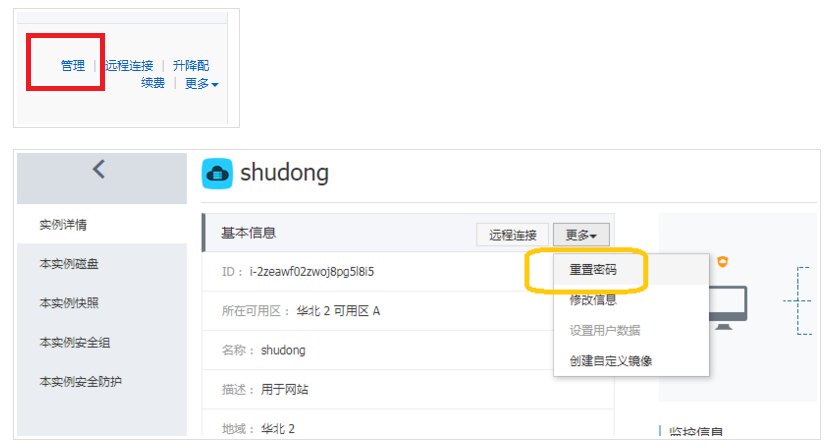 管理 | 远程连接 | 升降配
续费 | 更多
shudong
实例详情
本实例磁盘
本实例快照
本实例安全组
本实例安全防护
基本信息
远程连接
更多
重置密码
修改信息
设置用户数据
创建自定义镜像
ID： i-2zeawf02zwoj8pg5l8i5
所在可用区： 华北 2 可用区 A
名称： shudong
描述： 用于网站
地域： 华北 2
监控信息